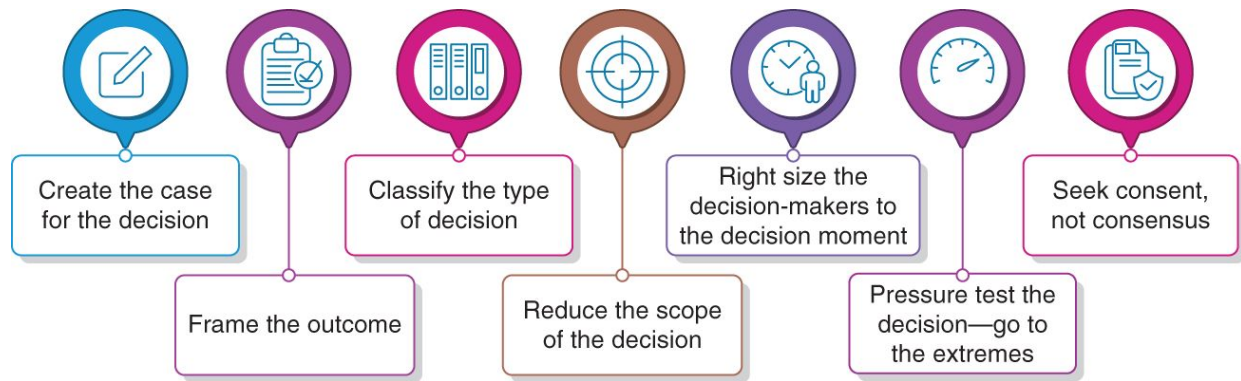 Create the case
for the decision
Frame the outcome
Classify the type
of decision
Reduce the scope
of the decision
Right size the
decision-makers to
the decision moment
Pressure test the
decision—go to
the extremes
Seek consent,
not consensus